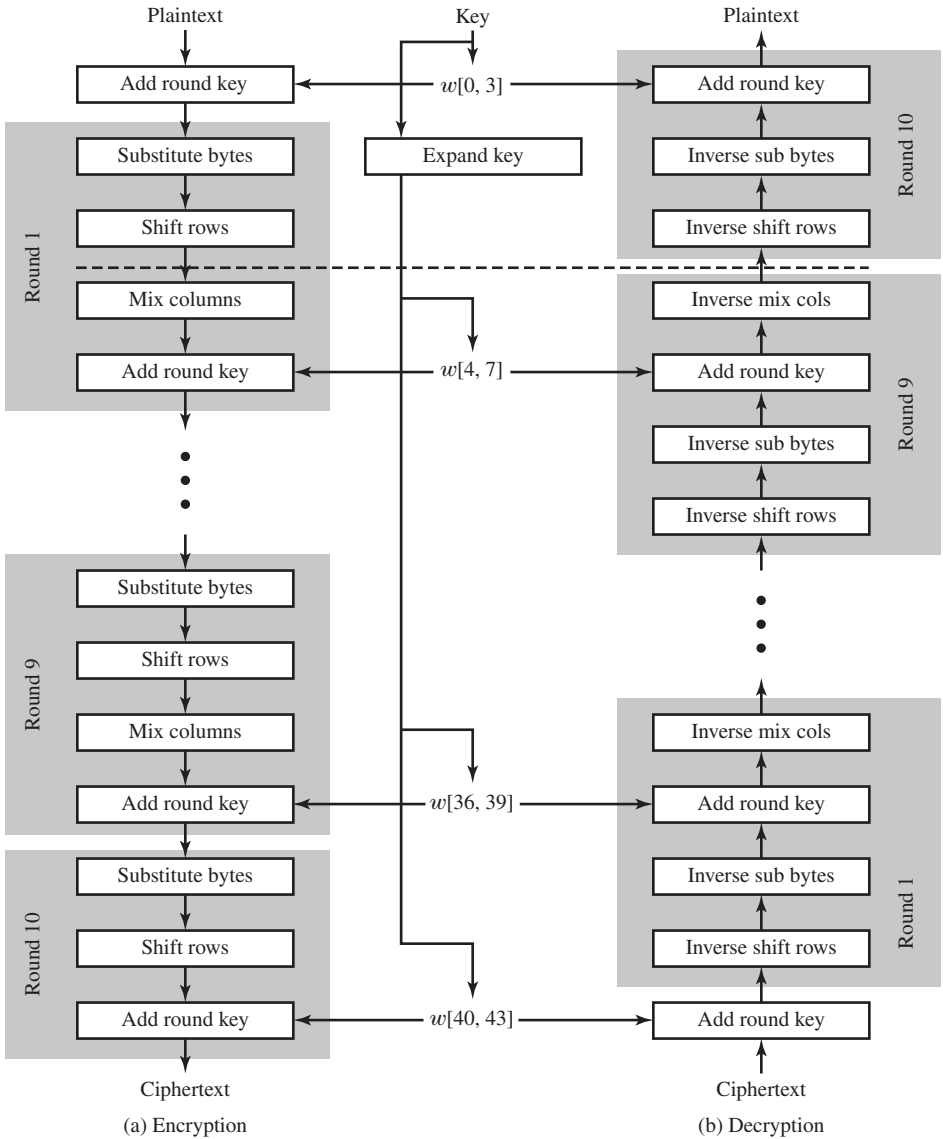 Plaintext
Key
Plaintext
Add round key
w[0, 3]
Add round key
Substitute bytes
Expand key
Inverse sub bytes
Round 10
Shift rows
Inverse shift rows
Round 1
Mix columns
Inverse mix cols
Add round key
w[4, 7]
Add round key
Round 9
Inverse sub bytes
Inverse shift rows
Substitute bytes
Shift rows
Round 9
Mix columns
Inverse mix cols
Add round key
w[36, 39]
Add round key
Substitute bytes
Inverse sub bytes
Round 1
Shift rows
Inverse shift rows
Round 10
Add round key
w[40, 43]
Add round key
Ciphertext
Ciphertext
(a) Encryption
(b) Decryption